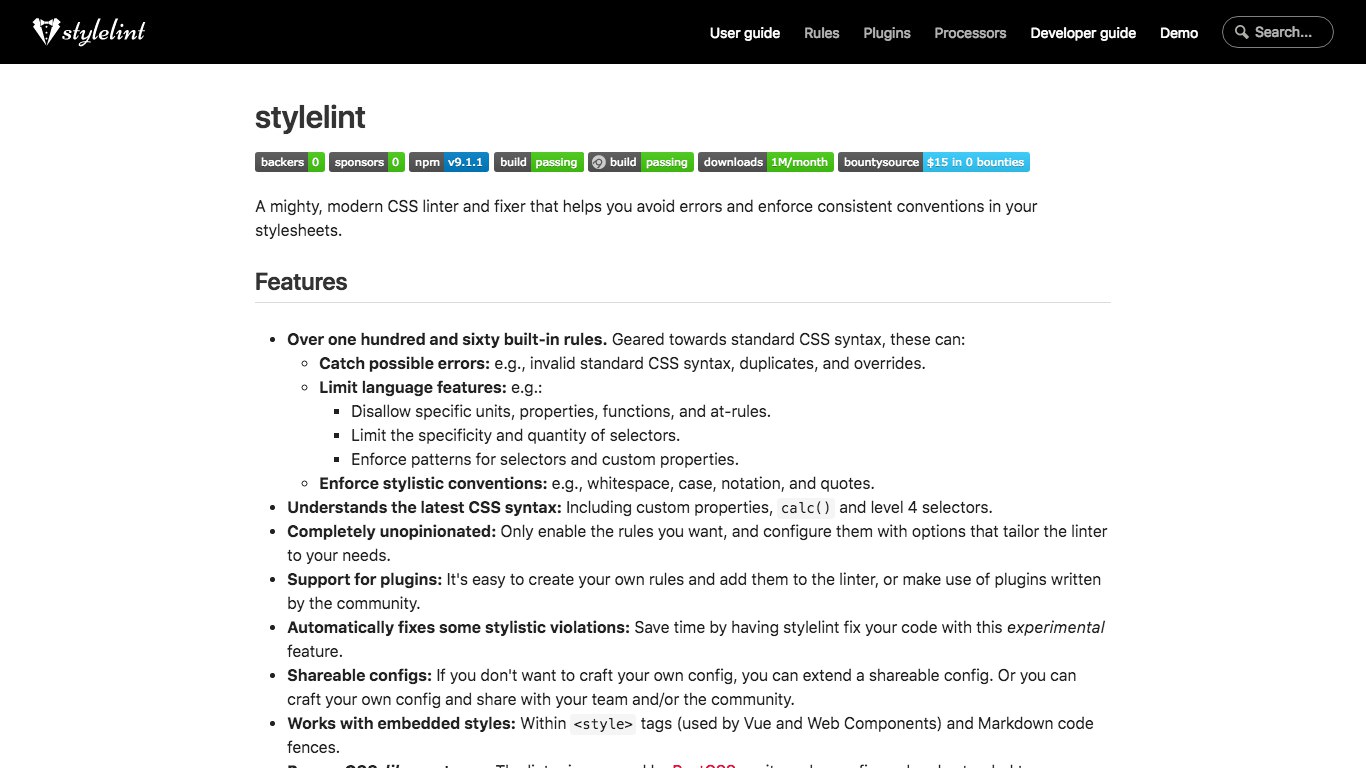 stylelint
User guide Rules Plugins Processors Developer guide Demo Search...
stylelint
backers 0 sponsors 0 npm v9.1.1 build passing build passing downloads 1M/month bountysource $15 in 0 bounties
A mighty, modern CSS linter and fixer that helps you avoid errors and enforce consistent conventions in your
stylesheets.
Features
Over one hundred and sixty built-in rules. Geared towards standard CSS syntax, these can:
Catch possible errors: e.g., invalid standard CSS syntax, duplicates, and overrides.
Limit language features: e.g.:
Disallow specific units, properties, functions, and at-rules.
Limit the specificity and quantity of selectors.
Enforce patterns for selectors and custom properties.
Enforce stylistic conventions: e.g., whitespace, case, notation, and quotes.
Understands the latest CSS syntax: Including custom properties, calc() and level 4 selectors.
Completely unopinionated: Only enable the rules you want, and configure them with options that tailor the linter
to your needs.
Support for plugins: It's easy to create your own rules and add them to the linter, or make use of plugins written
by the community.
Automatically fixes some stylistic violations: Save time by having stylelint fix your code with this experimental
feature.
Shareable configs: If you don't want to craft your own config, you can extend a shareable config. Or you can
craft your own config and share with your team and/or the community.
Works with embedded styles: Within <style> tags (used by Vue and Web Components) and Markdown code
fences.